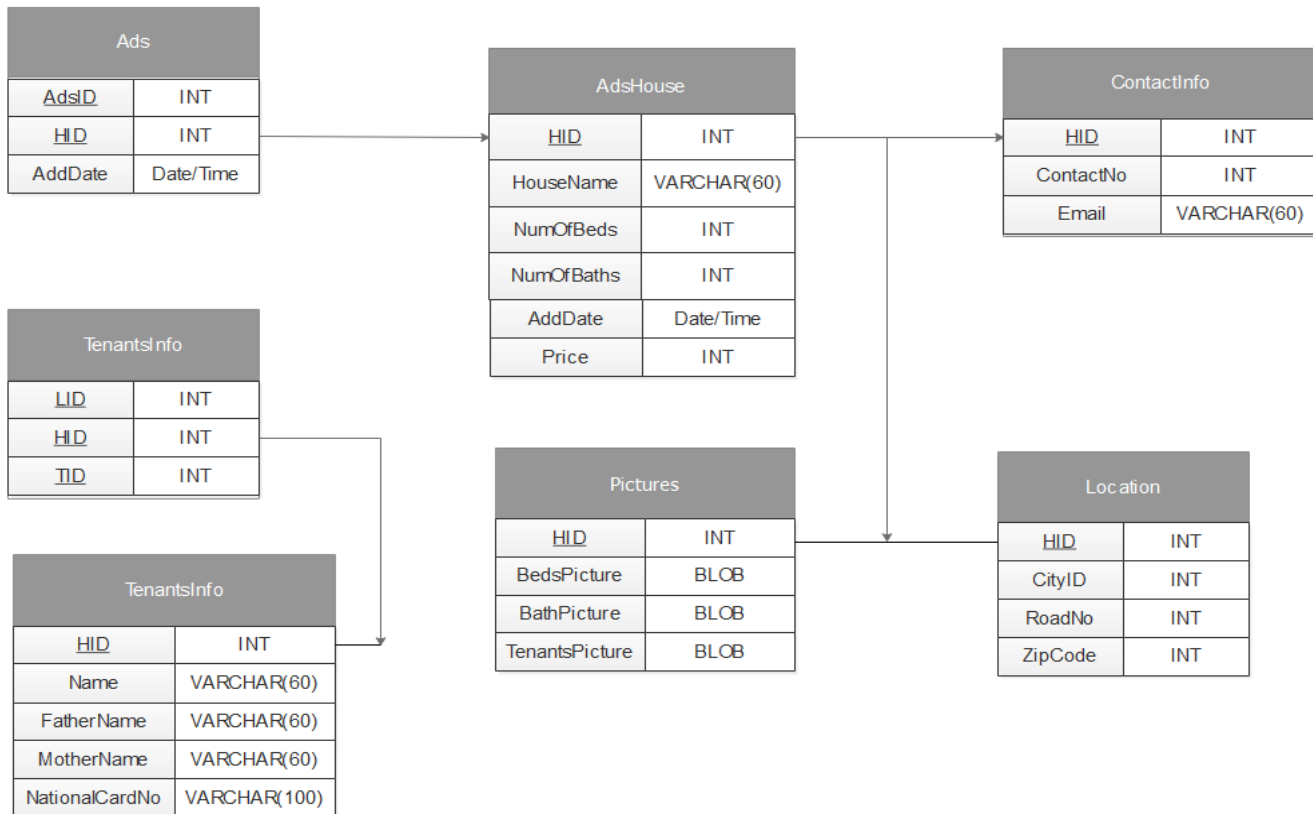 Ads
AdsID INT
HID INT
AddDate Date/Time
AdsHouse
HID INT
HouseName VARCHAR(60)
NumOfBeds INT
NumOfBaths INT
AddDate Date/Time
Price INT
ContactInfo
HID INT
ContactNo INT
Email VARCHAR(60)
TenantsInfo
LID INT
HID INT
TID INT
Pictures
HID INT
BedsPicture BLOB
BathPicture BLOB
TenantsPicture BLOB
Location
HID INT
CityID INT
RoadNo INT
ZipCode INT
TenantsInfo
HID INT
Name VARCHAR(60)
FatherName VARCHAR(60)
MotherName VARCHAR(60)
NationalCardNo VARCHAR(100)